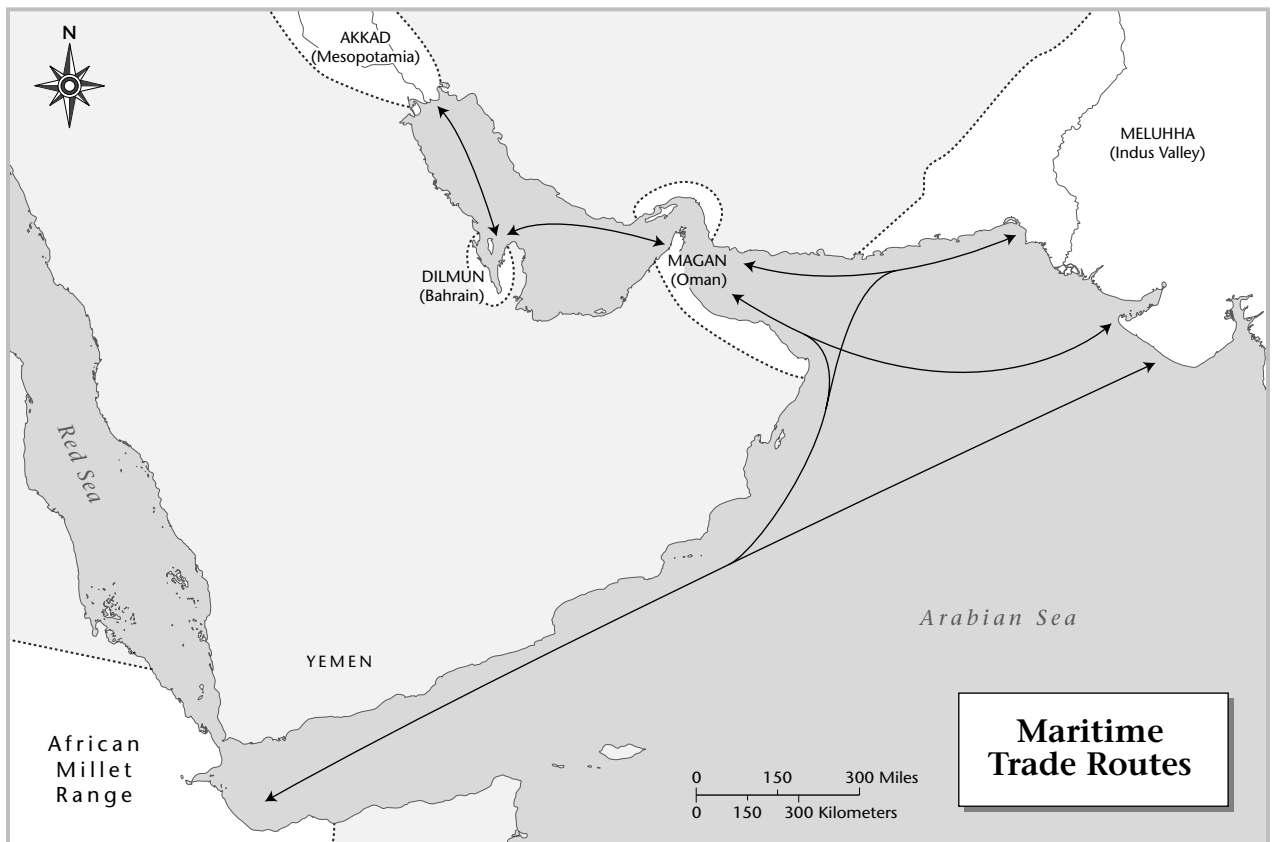 N
AKKAD
(Mesopotamia)
MELUHHA
(Indus Valley)
DILMUN
(Bahrain)
MAGAN
(Oman)
Red Sea
Arabian Sea
YEMEN
African
Millet
Range
Maritime
Trade Routes
0 150 300 Miles
0 150 300 Kilometers